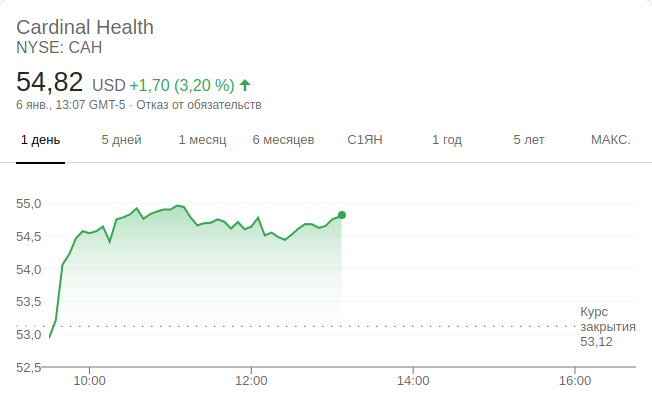 Cardinal Health
NYSE: CAH
54,82 USD +1,70 (3,20 %)
6 янв., 13:07 GMT-5 · Отказ от обязательств
1 день 5 дней 1 месяц 6 месяцев С1ЯН 1 год 5 лет МАКС.
55,0
54,5
54,0
53,5
Курс
закрытия
53,12
53,0
52,5
10:00 12:00 14:00 16:00